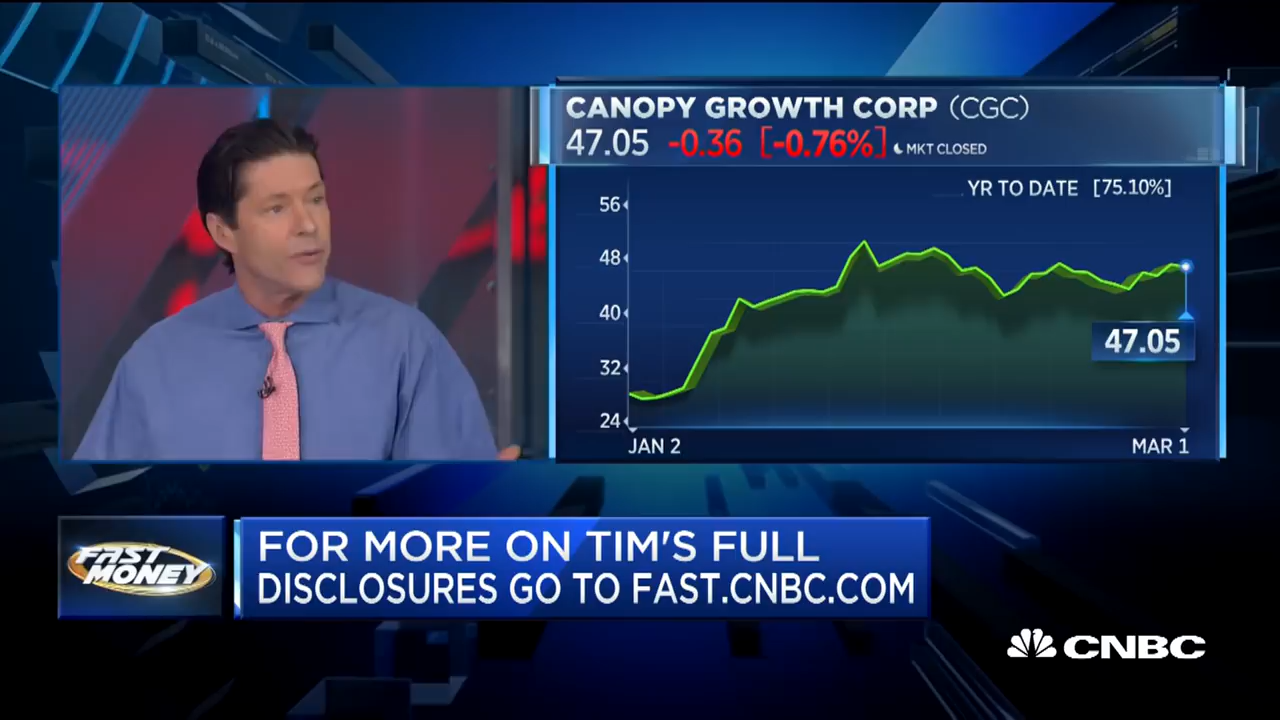 CANOPY GROWTH CORP (CGC)
47.05 -0.36 [-0.76%] MKT CLOSED
YR TO DATE [75.10%]
56
48
40
32
24
47.05
JAN 2 MAR 1
FAST
MONEY
FOR MORE ON TIM'S FULL
DISCLOSURES GO TO FAST.CNBC.COM
CNBC